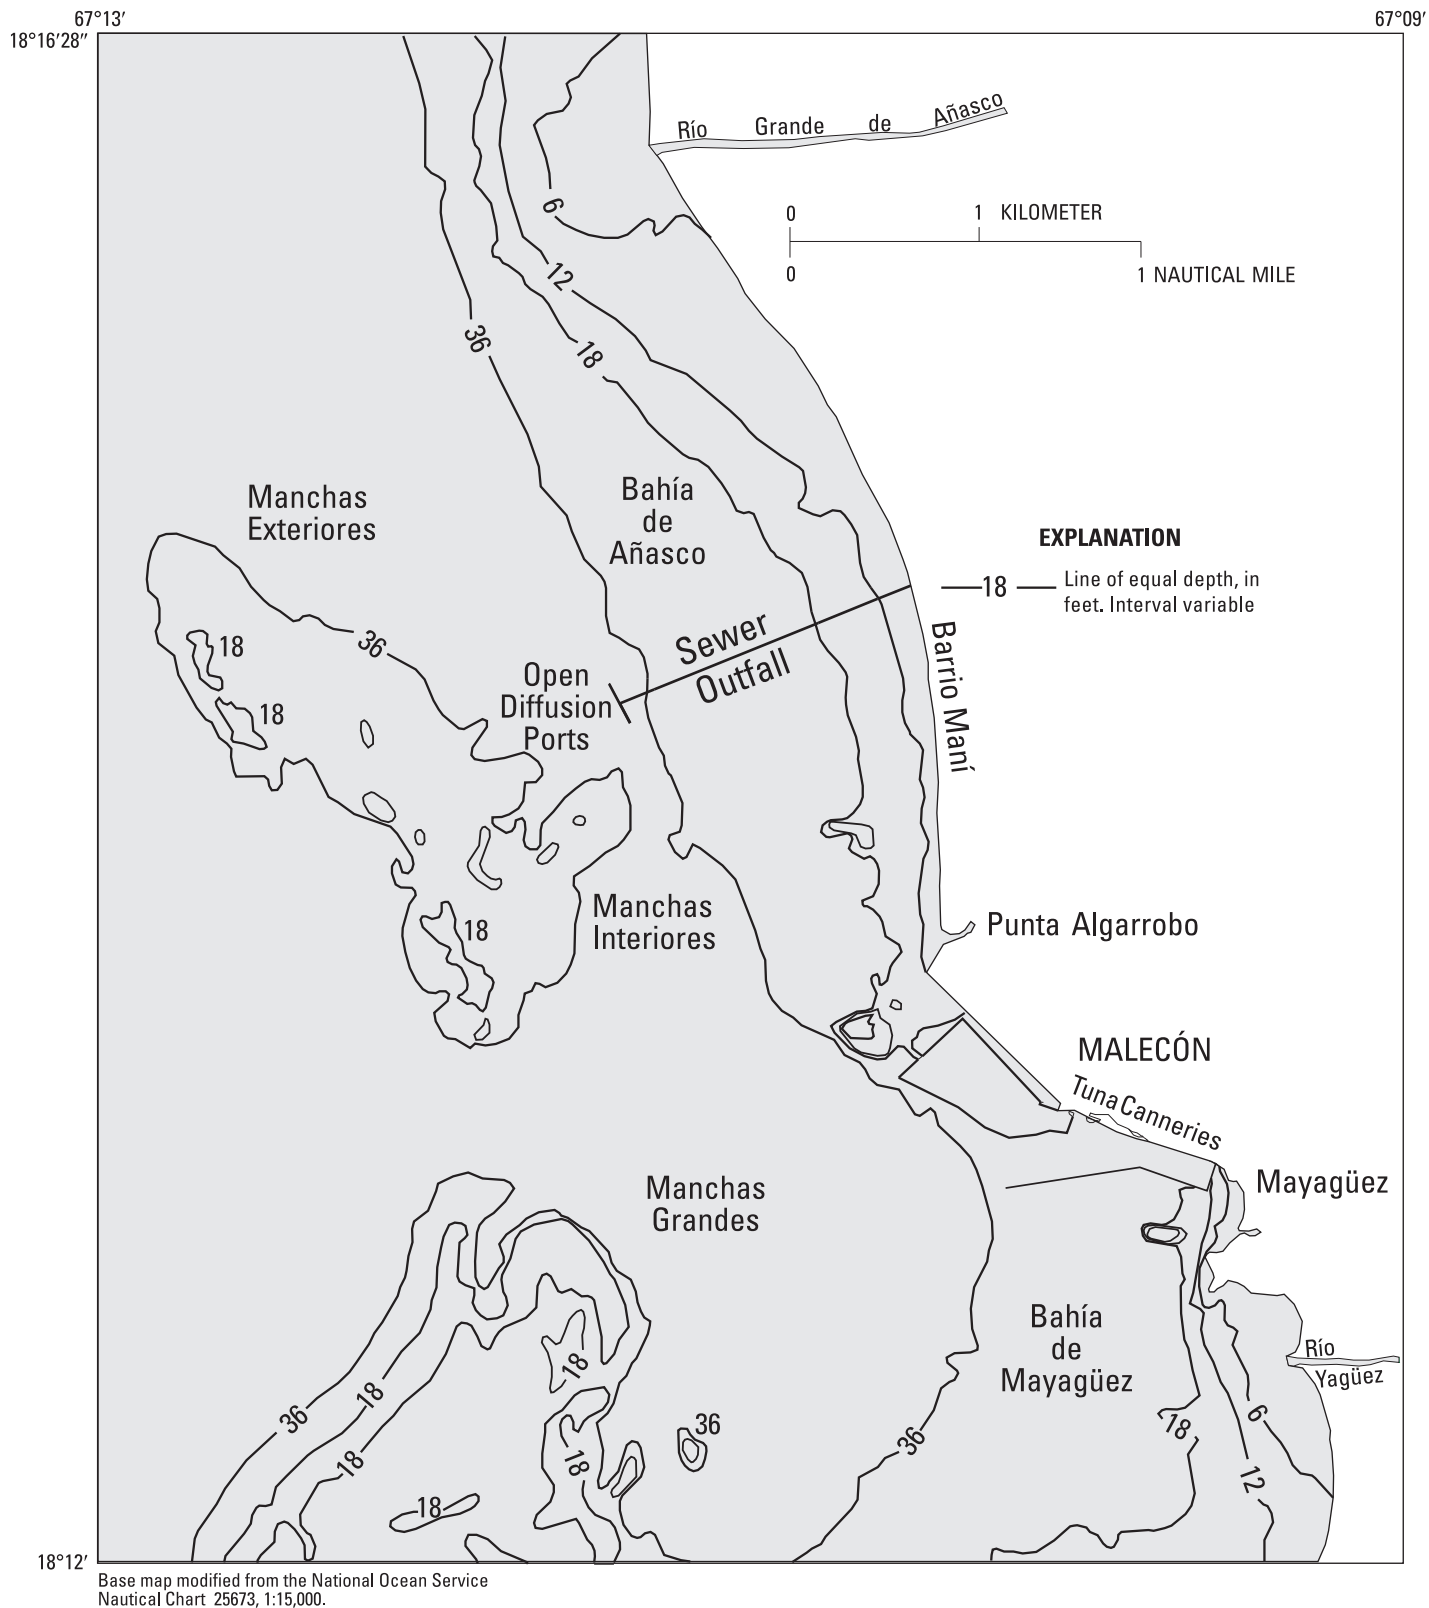 67°13′
67°09′
18°16′28″
Río Grande de Añasco
0
1 KILOMETER
0
1 NAUTICAL MILE
6
12
36
18
Manchas
Exteriores
Bahía
de
Añasco
EXPLANATION
18
Line of equal depth, in
feet. Interval variable
36
18
18
Sewer
Outfall
Barrio Maní
Open
Diffusion
Ports
18
Manchas
Interiores
Punta Algarrobo
MALECÓN
Tuna Canneries
Manchas
Grandes
Mayagüez
Bahía
de
Mayagüez
Río
Yagüez
18
36
18
18
18
36
36
18
6
12
18
18°12′
Base map modified from the National Ocean Service
Nautical Chart 25673, 1:15,000.